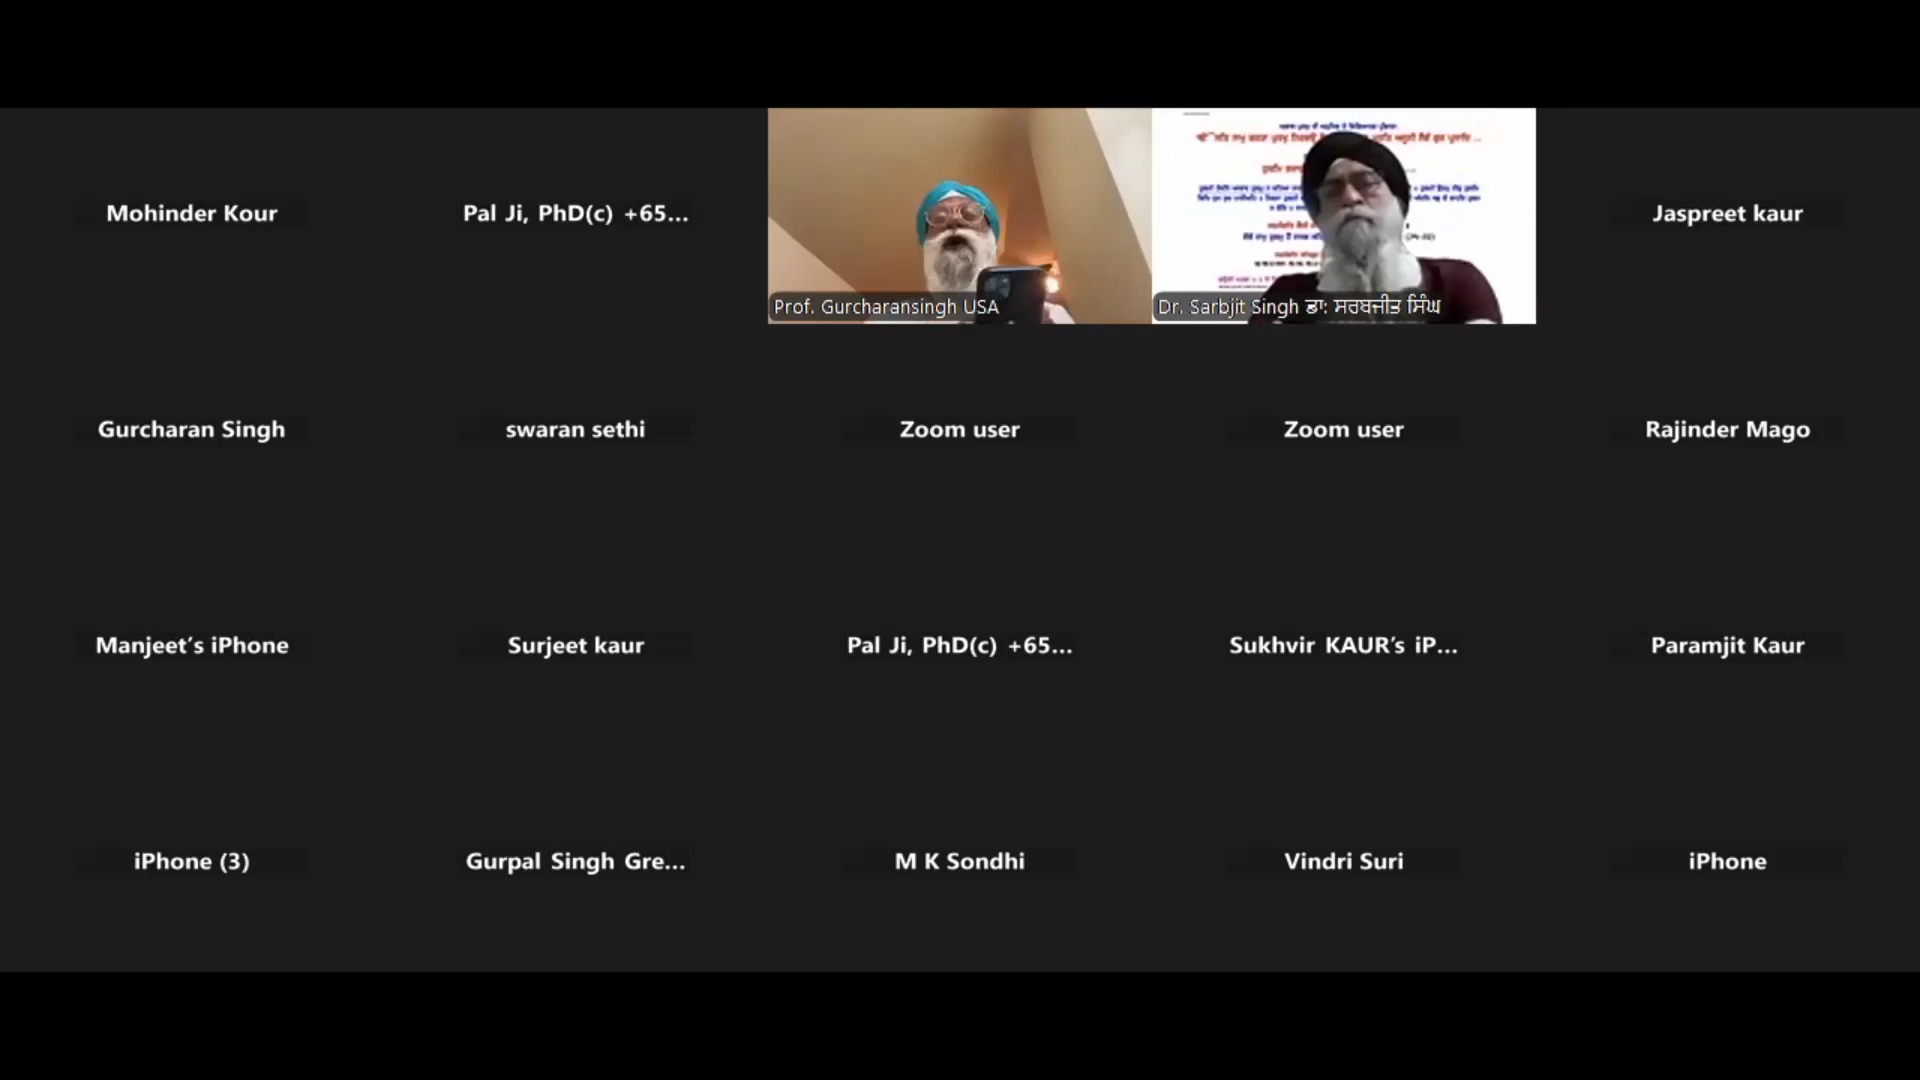 Mohinder Kour
Pal Ji, PhD(c) +65...
Prof. Gurcharansingh USA
Dr. Sarbjit Singh ਡਾ: ਸਰਬਜੀਤ ਸਿੰਘ
Jaspreet kaur
Gurcharan Singh
swaran sethi
Zoom user
Zoom user
Rajinder Mago
Manjeet’s iPhone
Surjeet kaur
Pal Ji, PhD(c) +65...
Sukhvir KAUR’s iP...
Paramjit Kaur
iPhone (3)
Gurpal Singh Gre...
M K Sondhi
Vindri Suri
iPhone